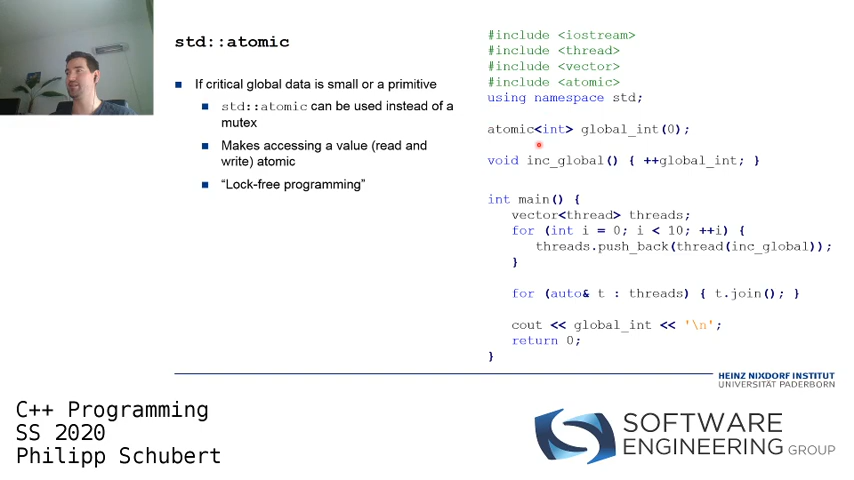 std::atomic
If critical global data is small or a primitive
std::atomic can be used instead of a
mutex
Makes accessing a value (read and
write) atomic
“Lock-free programming”
#include <iostream>
#include <thread>
#include <vector>
#include <atomic>
using namespace std;
atomic<int> global_int(0);
void inc_global() { ++global_int; }
int main() {
vector<thread> threads;
for (int i = 0; i < 10; ++i) {
threads.push_back(thread(inc_global));
}
for (auto& t : threads) { t.join(); }
cout << global_int << '\n';
return 0;
}
HEINZ NIXDORF INSTITUT
UNIVERSITÄT PADERBORN
C++ Programming
SS 2020
Philipp Schubert
SOFTWARE
ENGINEERING GROUP